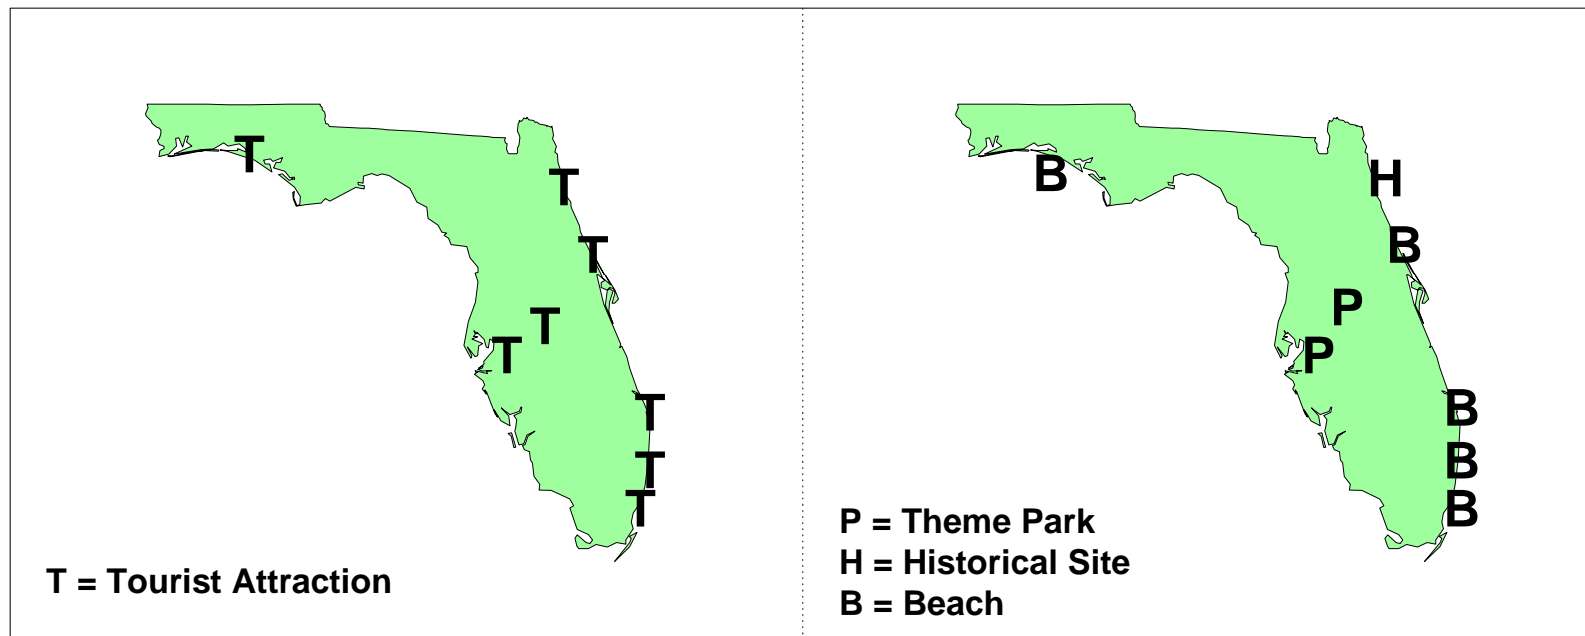 T
T
T
T
T
T
T
T
T = Tourist Attraction
B
H
B
P
P
B
B
B
P = Theme Park
H = Historical Site
B = Beach